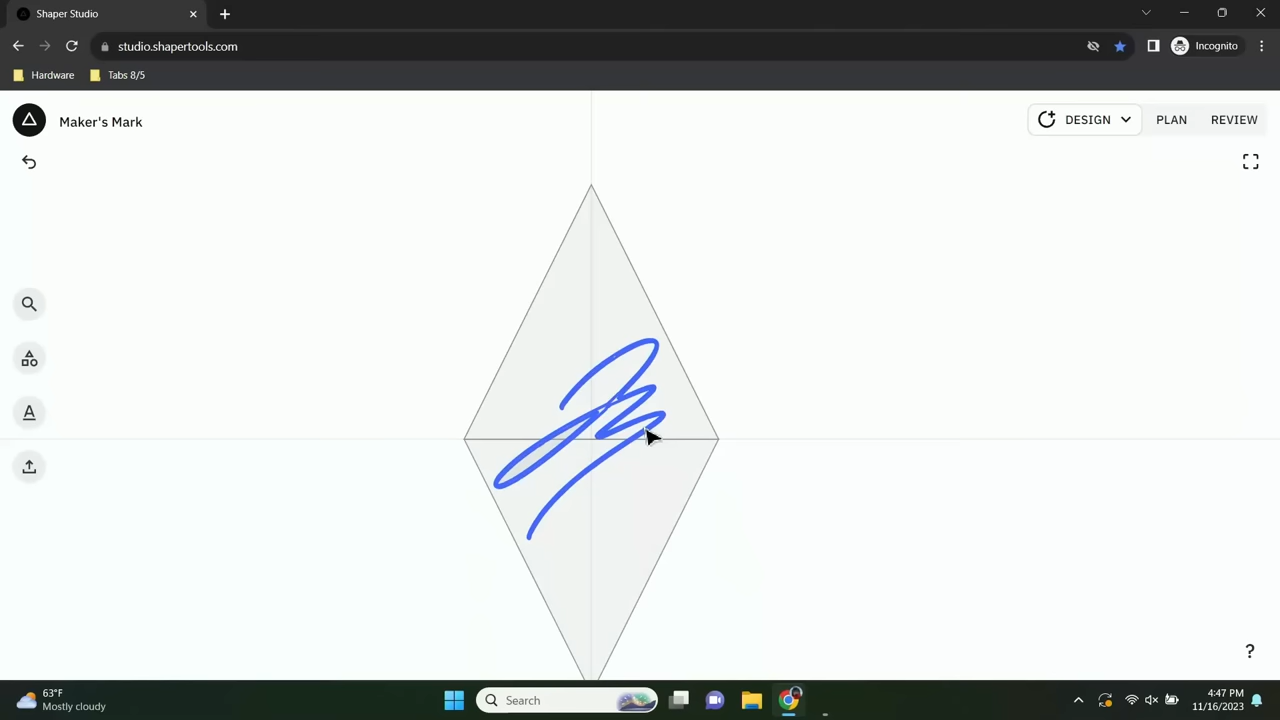 Shaper Studio
studio.shapertools.com
Incognito
Hardware
Tabs 8/5
Maker's Mark
DESIGN
PLAN
REVIEW
A
?
63°F
Mostly cloudy
Search
4:47 PM
11/16/2023